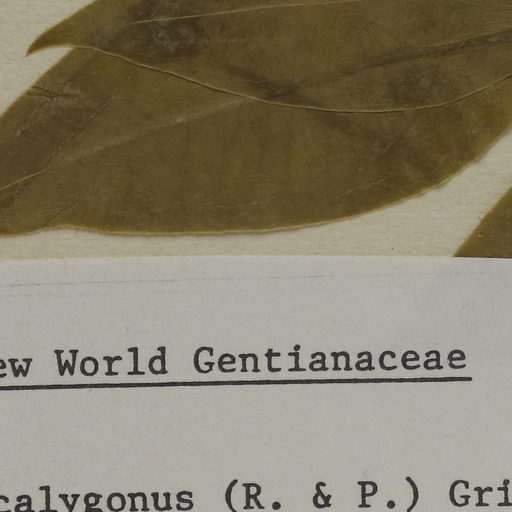 ew World Gentianaceae
calygonus (R. & P.) Gri